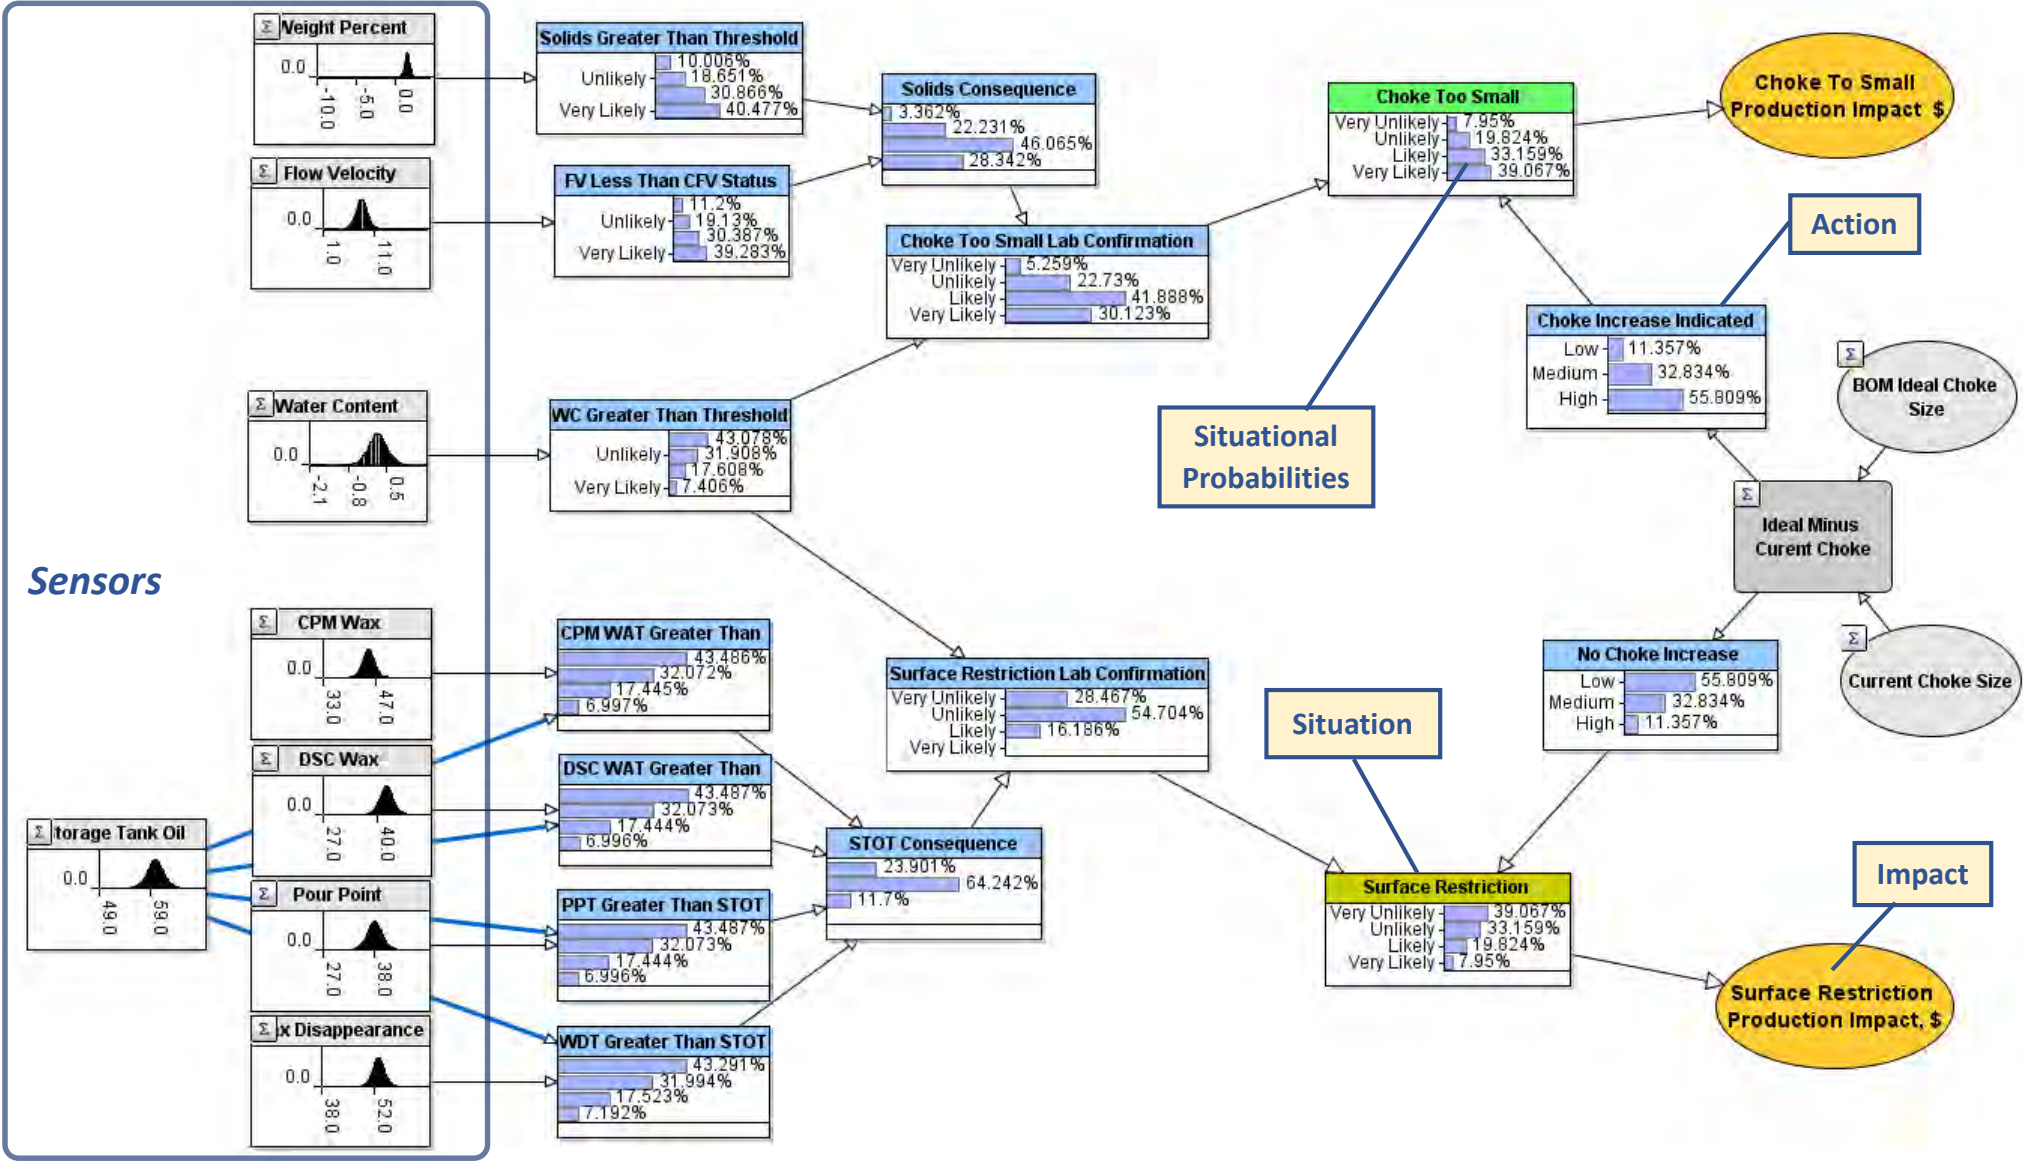 Σ Weight Percent
0.0
-10.0
-5.0
0.0
Solids Greater Than Threshold
10.006%
Unlikely 18.651%
30.866%
Very Likely 40.477%
Solids Consequence
3.362%
22.231%
46.065%
28.342%
Choke Too Small
Very Unlikely 7.95%
Unlikely 19.824%
Likely 33.159%
Very Likely 39.067%
Choke To Small
Production Impact $
Σ Flow Velocity
0.0
1.0
11.0
FV Less Than CFV Status
11.2%
Unlikely 19.13%
30.387%
Very Likely 39.283%
Choke Too Small Lab Confirmation
Very Unlikely 5.259%
Unlikely 22.73%
Likely 41.888%
Very Likely 30.123%
Action
Choke Increase Indicated
Low 11.357%
Medium 32.834%
High 55.809%
Σ
BOM Ideal Choke
Size
Σ Water Content
0.0
-2.1
-0.8
0.5
WC Greater Than Threshold
43.078%
Unlikely 31.908%
17.608%
Very Likely 7.406%
Situational
Probabilities
Σ
Ideal Minus
Curent Choke
Sensors
Σ CPM Wax
0.0
33.0
47.0
CPM WAT Greater Than
43.486%
32.072%
17.445%
6.997%
Surface Restriction Lab Confirmation
Very Unlikely 28.467%
Unlikely 54.704%
Likely 16.186%
Very Likely
Situation
No Choke Increase
Low 55.809%
Medium 32.834%
High 11.357%
Σ
Current Choke Size
Σ DSC Wax
0.0
27.0
40.0
DSC WAT Greater Than
43.487%
32.073%
17.444%
6.996%
Σ torage Tank Oil
0.0
49.0
59.0
STOT Consequence
23.901%
64.242%
11.7%
Surface Restriction
Very Unlikely 39.067%
Unlikely 33.159%
Likely 19.824%
Very Likely 7.95%
Impact
Σ Pour Point
0.0
27.0
38.0
PPT Greater Than STOT
43.487%
32.073%
17.444%
6.996%
Surface Restriction
Production Impact, $
Σ x Disappearance
0.0
38.0
52.0
WDT Greater Than STOT
43.291%
31.994%
17.523%
7.192%